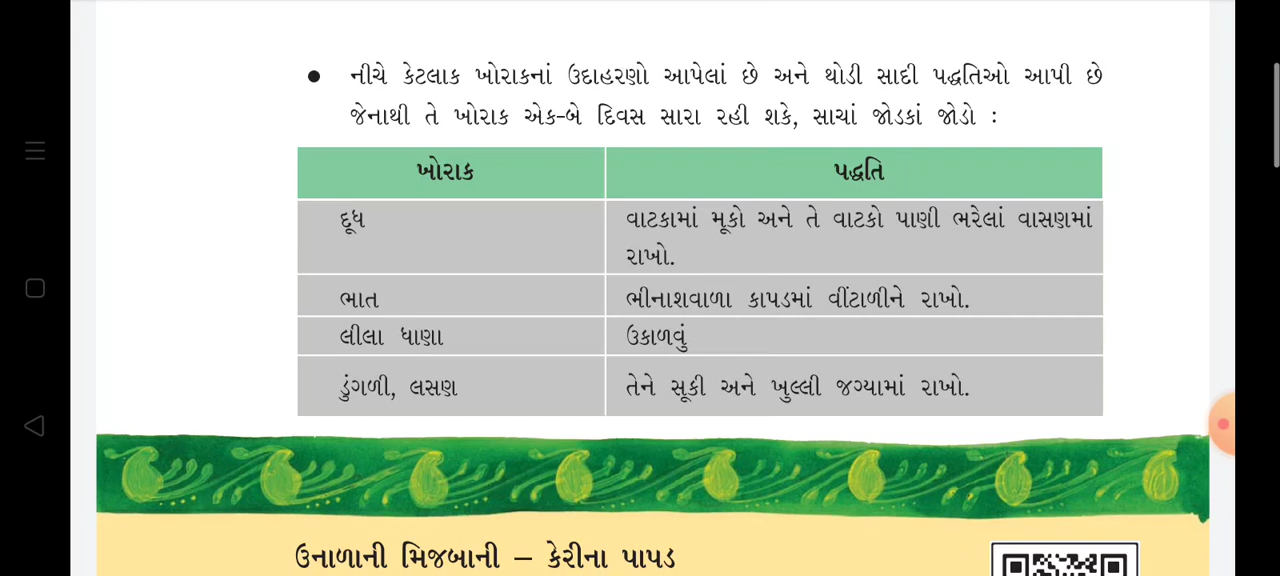 ● નીચે કેટલાક ખોરાકનાં ઉદાહરણો આપેલાં છે અને થોડી સાદી પદ્ધતિઓ આપી છે
જેનાથી તે ખોરાક એક-બે દિવસ સારા રહી શકે, સાચાં જોડકાં જોડો :
ખોરાક પદ્ધતિ
દૂધ વાટકામાં મૂકો અને તે વાટકો પાણી ભરેલાં વાસણમાં
રાખો.
ભાત ભીનાશવાળા કાપડમાં વીંટાળીને રાખો.
લીલા ધાણા ઉકાળવું
ડુંગળી, લસણ તેને સૂકી અને ખુલ્લી જગ્યામાં રાખો.
ઉનાળાની મિજબાની – કેરીના પાપડ